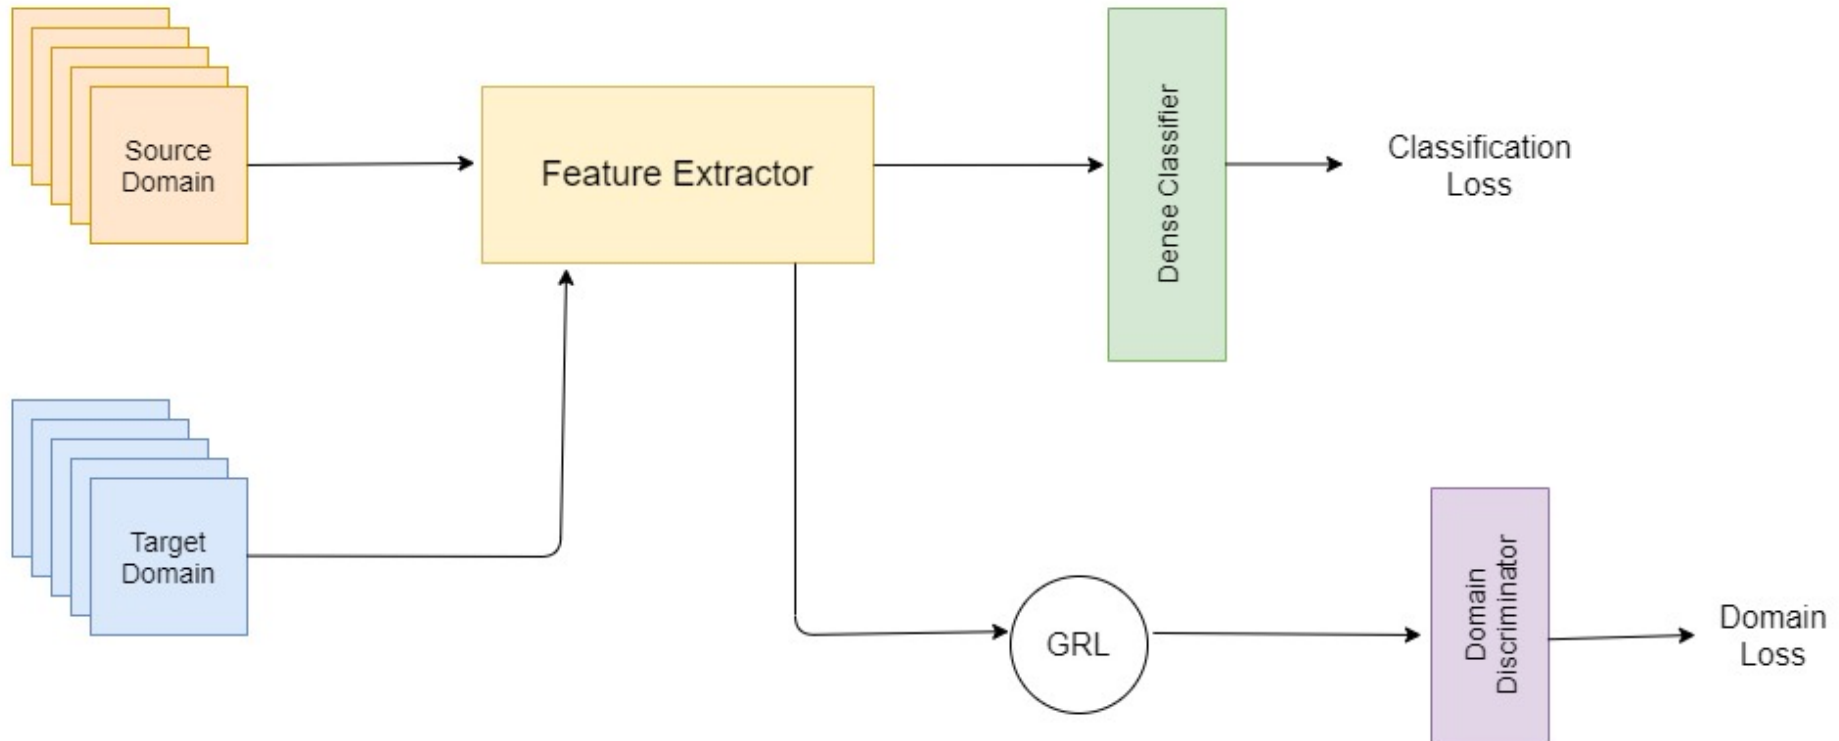 Source
Domain
Feature Extractor
Dense Classifier
Classification
Loss
Target
Domain
GRL
Domain
Discriminator
Domain
Loss